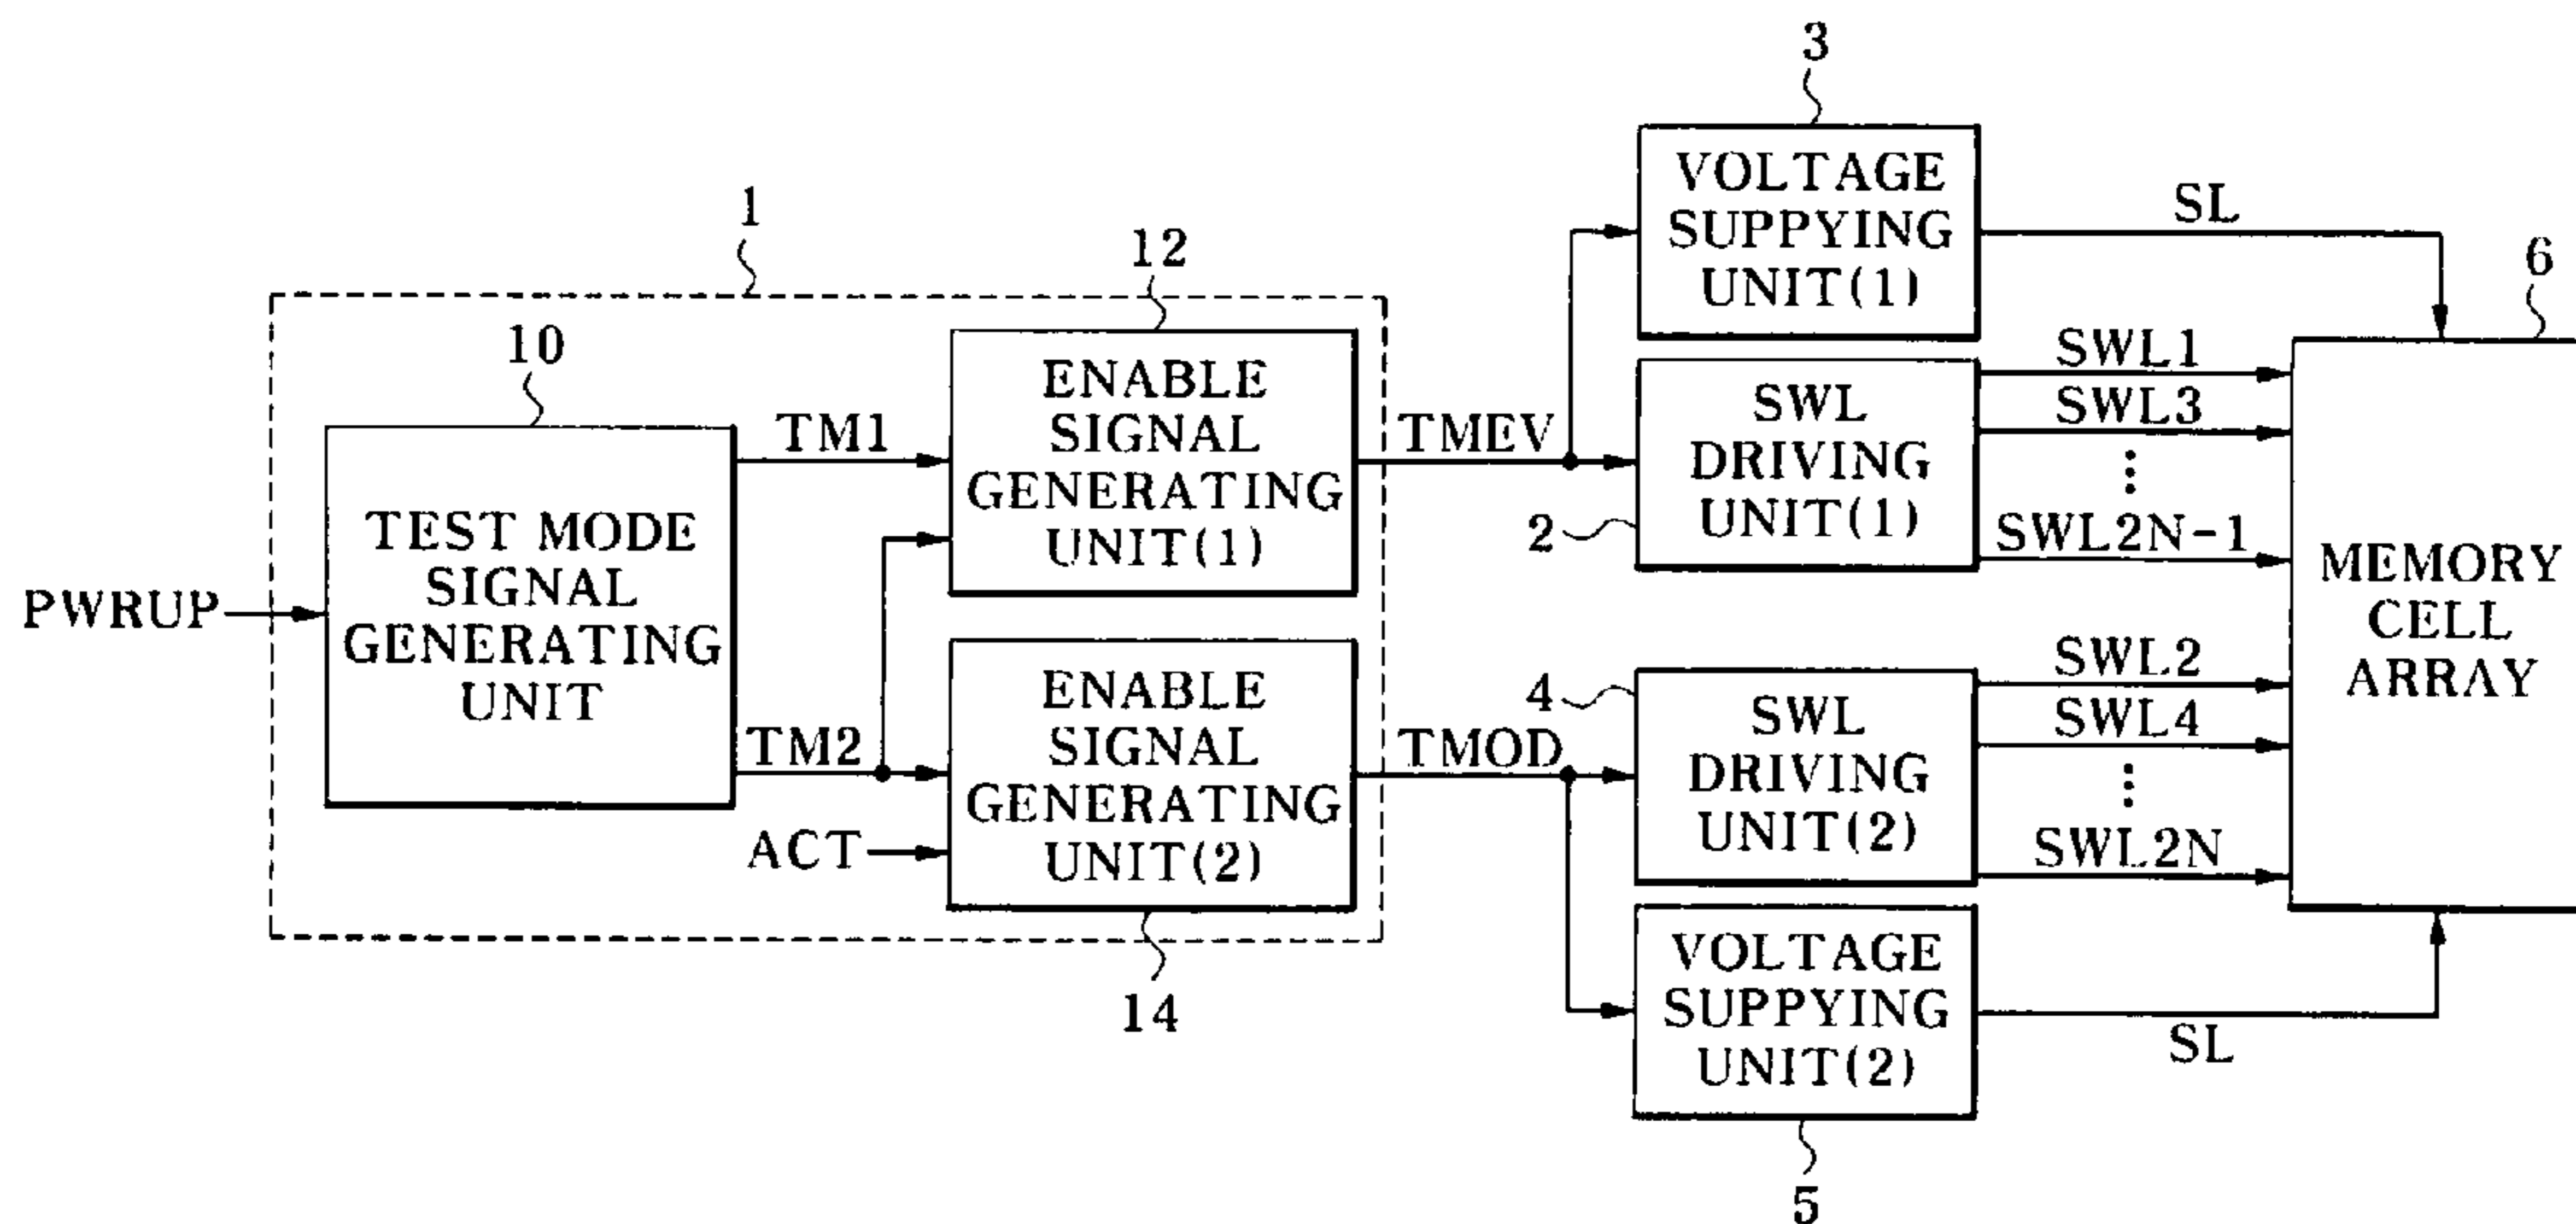 3
VOLTAGE
SUPPYING
UNIT(1)
SL
1
12
6
10
ENABLE
SIGNAL
GENERATING
UNIT(1)
TM1
TMEV
2
SWL
DRIVING
UNIT(1)
SWL1
SWL3
SWL2N-1
PWRUP
TEST MODE
SIGNAL
GENERATING
UNIT
MEMORY
CELL
ARRAY
TM2
ACT
ENABLE
SIGNAL
GENERATING
UNIT(2)
14
TMOD
4
SWL
DRIVING
UNIT(2)
SWL2
SWL4
SWL2N
VOLTAGE
SUPPYING
UNIT(2)
SL
5